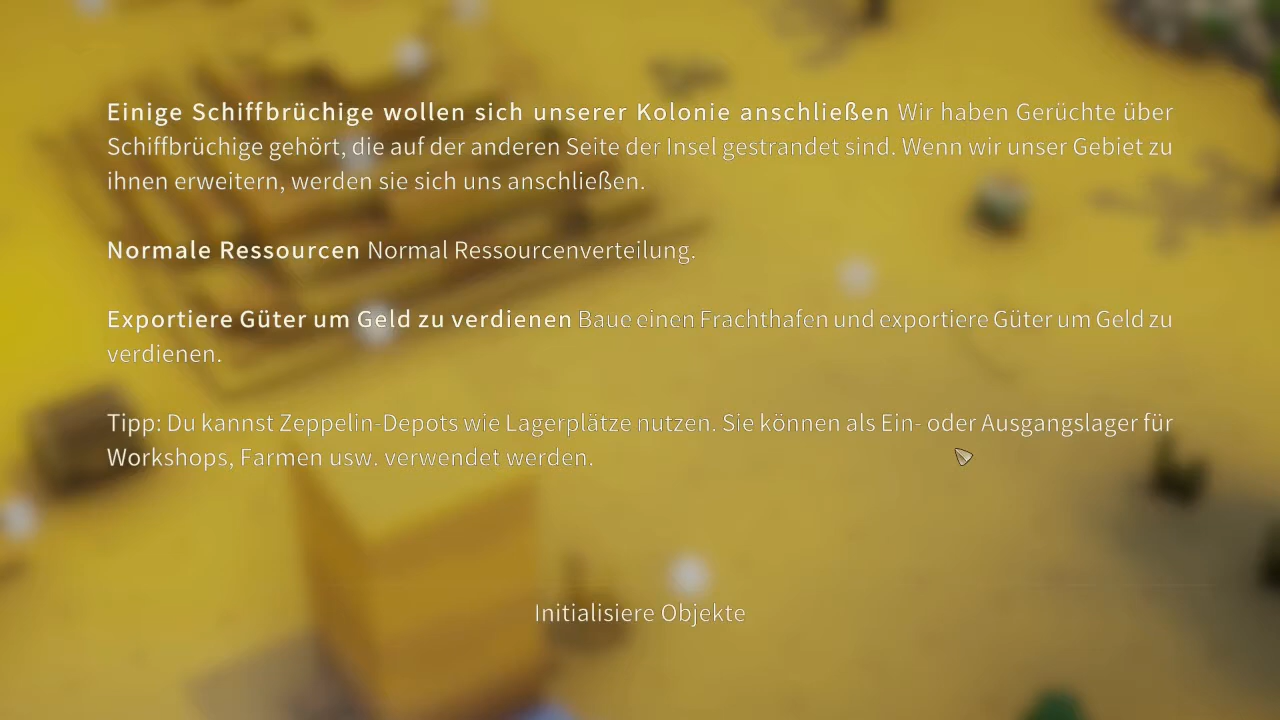 Einige Schiffbrüchige wollen sich unserer Kolonie anschließen Wir haben Gerüchte über
Schiffbrüchige gehört, die auf der anderen Seite der Insel gestrandet sind. Wenn wir unser Gebiet zu
ihnen erweitern, werden sie sich uns anschließen.
Normale Ressourcen Normal Ressourcenverteilung.
Exportiere Güter um Geld zu verdienen Baue einen Frachthafen und exportiere Güter um Geld zu
verdienen.
Tipp: Du kannst Zeppelin-Depots wie Lagerplätze nutzen. Sie können als Ein- oder Ausgangslager für
Workshops, Farmen usw. verwendet werden.
Initialisiere Objekte